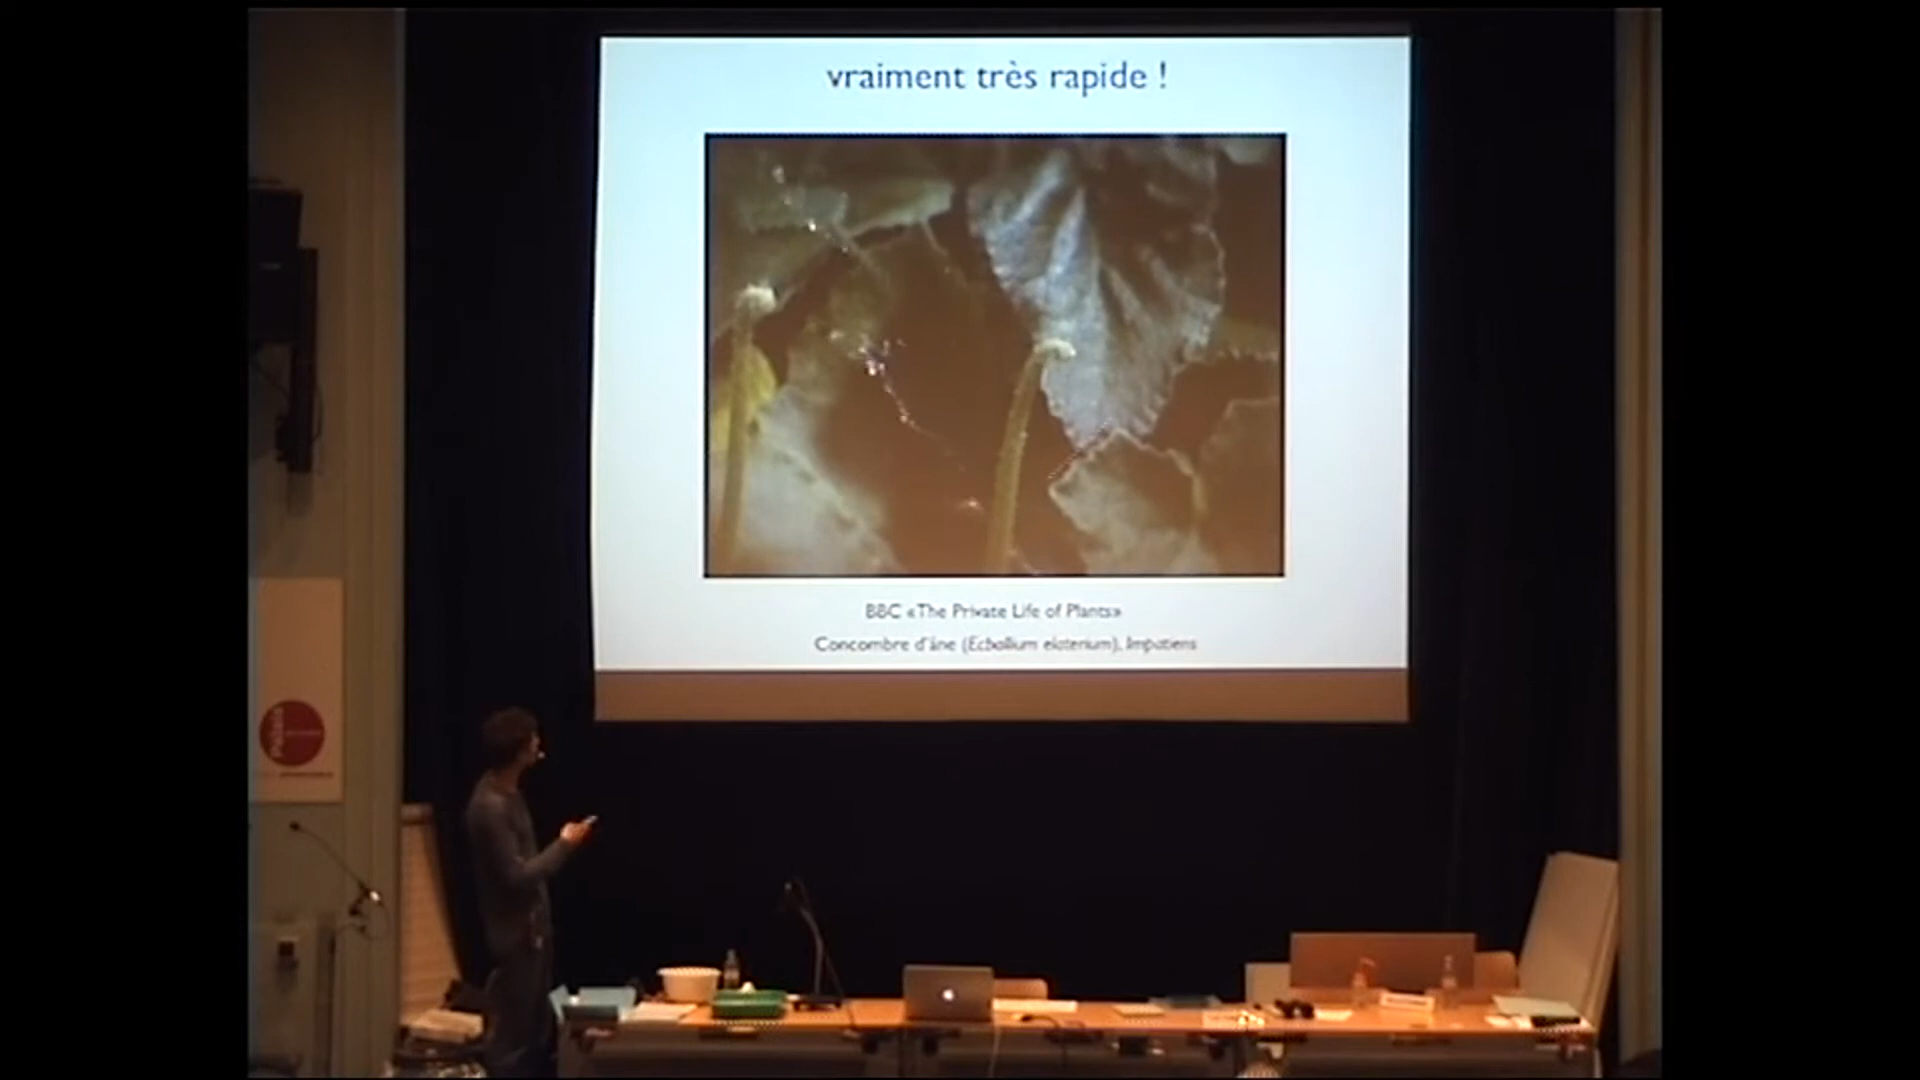 vraiment très rapide !
BBC «The Private Life of Plants»
Concombre d'âne (Ecballium elaterium), Impatiens